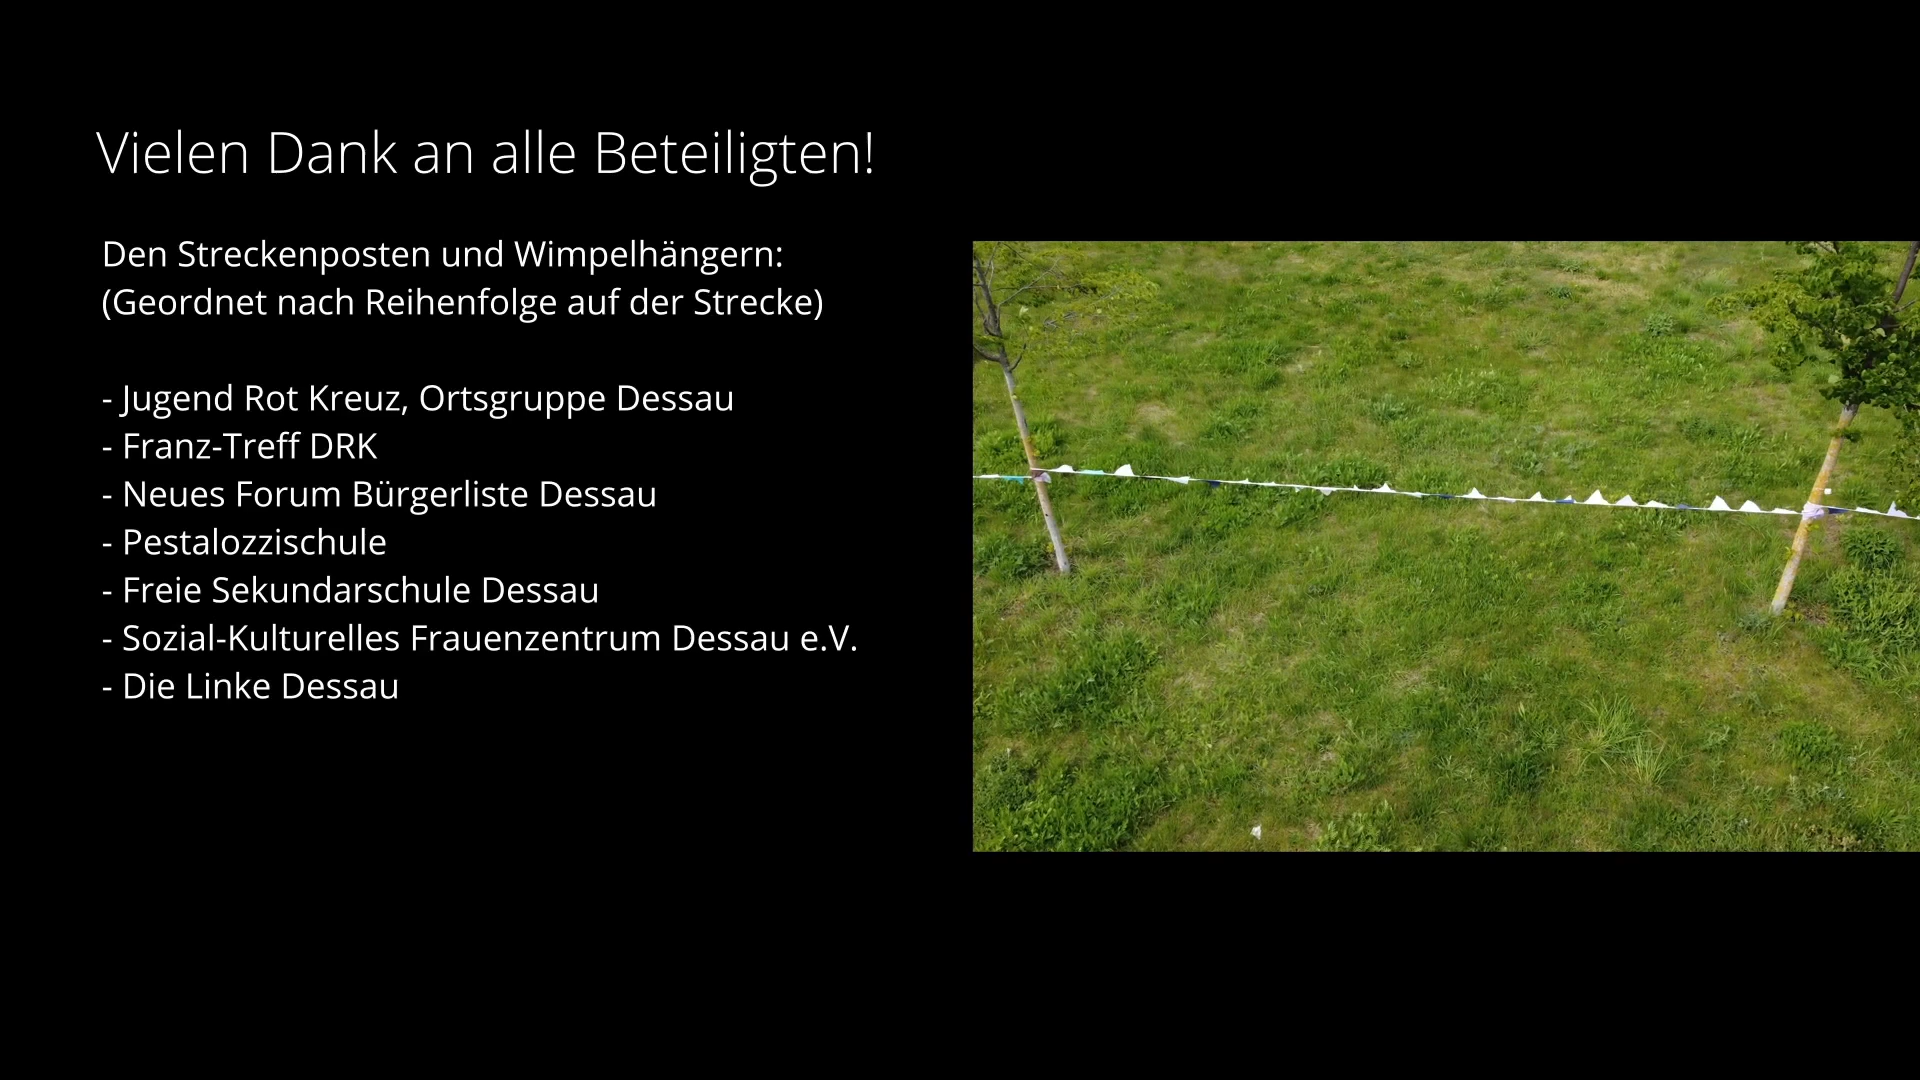 Vielen Dank an alle Beteiligten!
Den Streckenposten und Wimpelhängern:
(Geordnet nach Reihenfolge auf der Strecke)
- Jugend Rot Kreuz, Ortsgruppe Dessau
- Franz-Treff DRK
- Neues Forum Bürgerliste Dessau
- Pestalozzischule
- Freie Sekundarschule Dessau
- Sozial-Kulturelles Frauenzentrum Dessau e.V.
- Die Linke Dessau